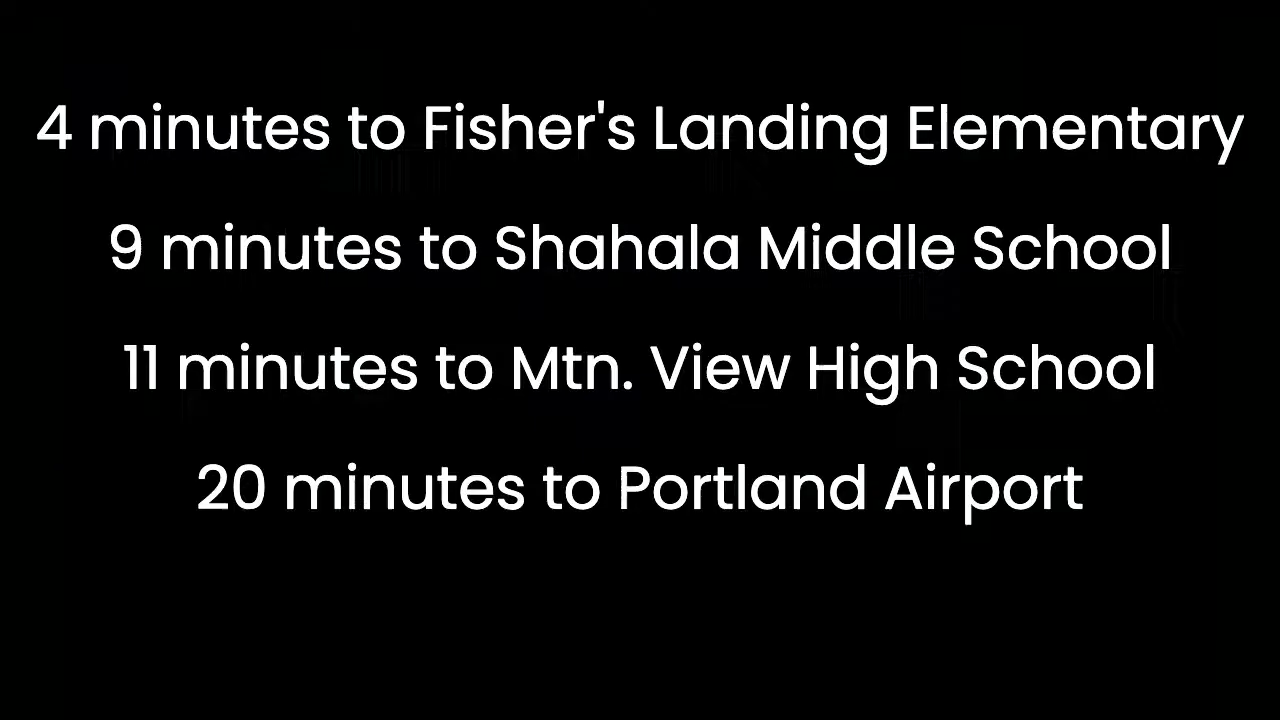 4 minutes to Fisher's Landing Elementary
9 minutes to Shahala Middle School
11 minutes to Mtn. View High School
20 minutes to Portland Airport